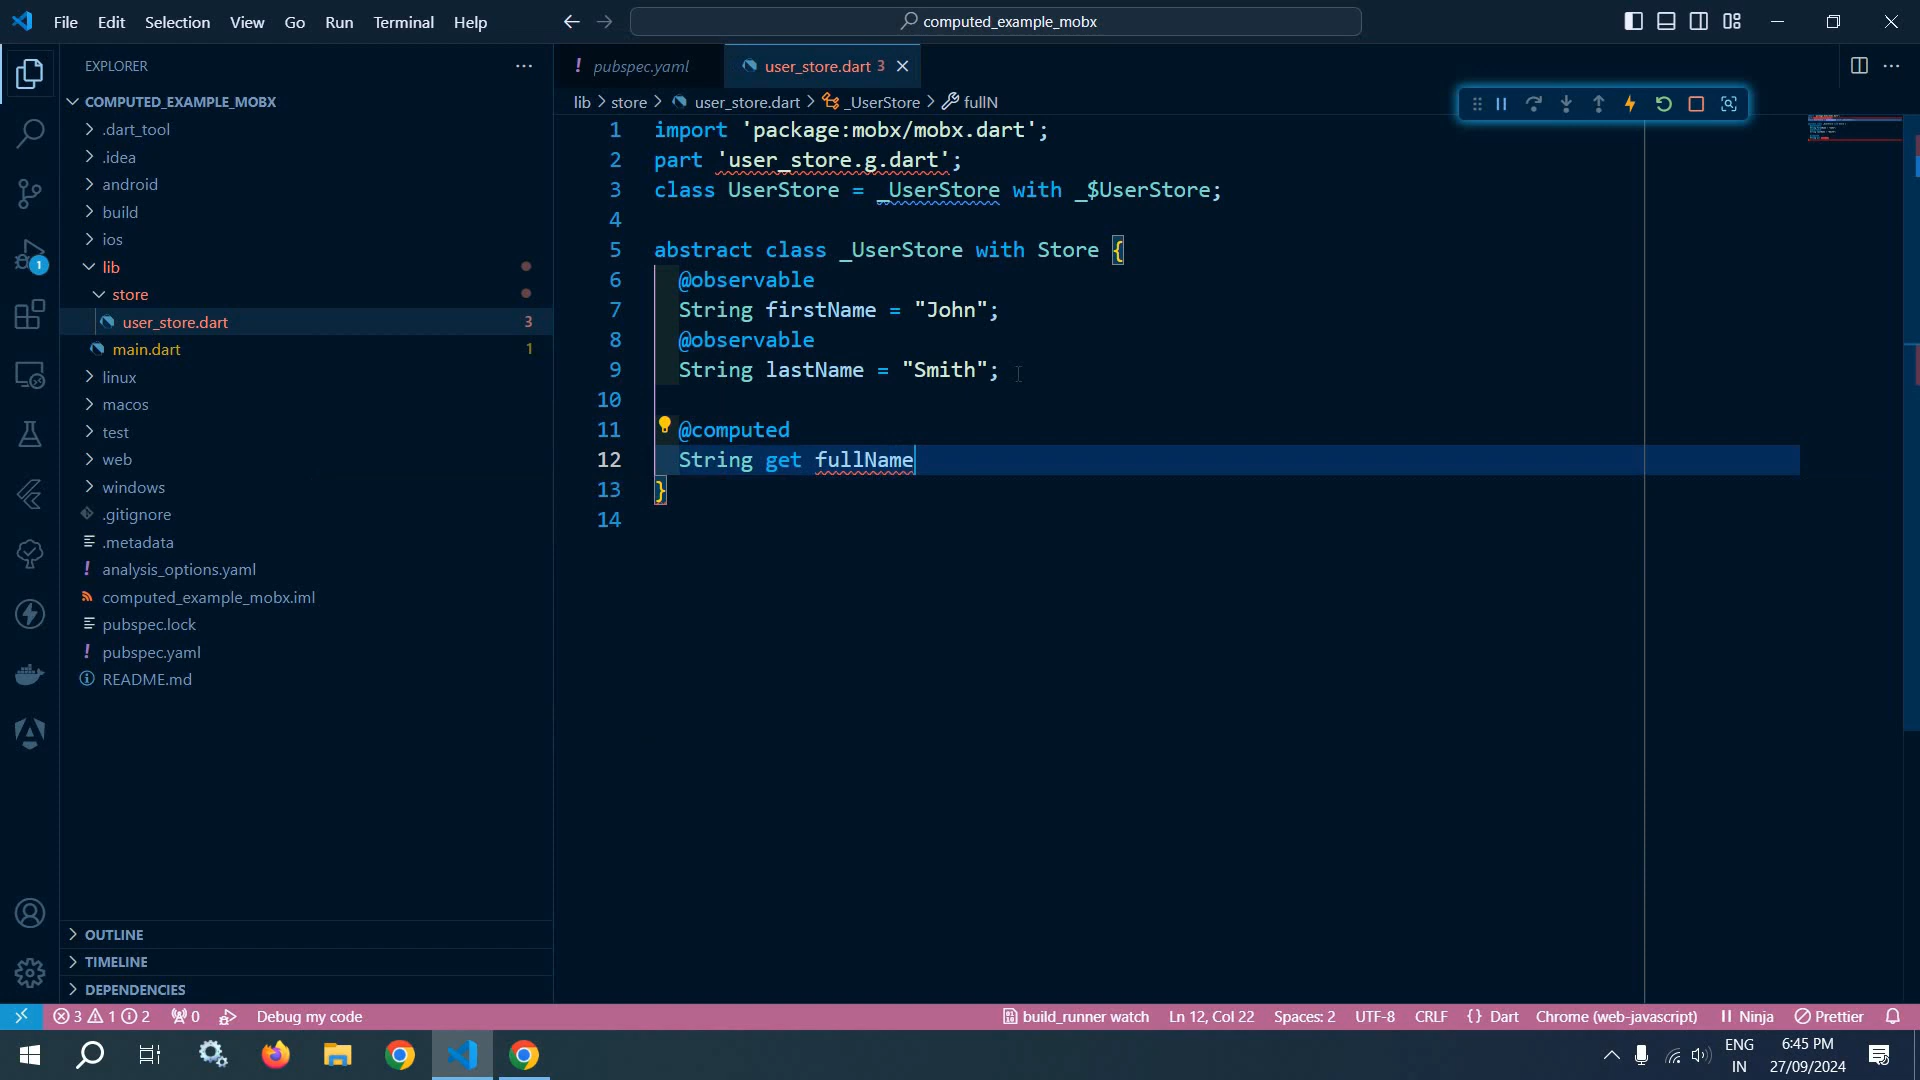 File Edit Selection View Go Run Terminal Help
computed_example_mobx
EXPLORER
COMPUTED_EXAMPLE_MOBX
.dart_tool
.idea
android
build
ios
lib
store
user_store.dart 3
main.dart 1
linux
macos
test
web
windows
.gitignore
.metadata
analysis_options.yaml
computed_example_mobx.iml
pubspec.lock
pubspec.yaml
README.md
OUTLINE
TIMELINE
DEPENDENCIES
1
pubspec.yaml
user_store.dart 3
lib > store > user_store.dart > _UserStore > fullN
1 import 'package:mobx/mobx.dart';
2 part 'user_store.g.dart';
3 class UserStore = _UserStore with _$UserStore;
4
5 abstract class _UserStore with Store {
6 @observable
7 String firstName = "John";
8 @observable
9 String lastName = "Smith";
10
11 @computed
12 String get fullName
13 }
14
3 1 2 0 Debug my code
build_runner watch Ln 12, Col 22 Spaces: 2 UTF-8 CRLF {} Dart Chrome (web-javascript) Ninja Prettier
ENG
IN
6:45 PM
27/09/2024